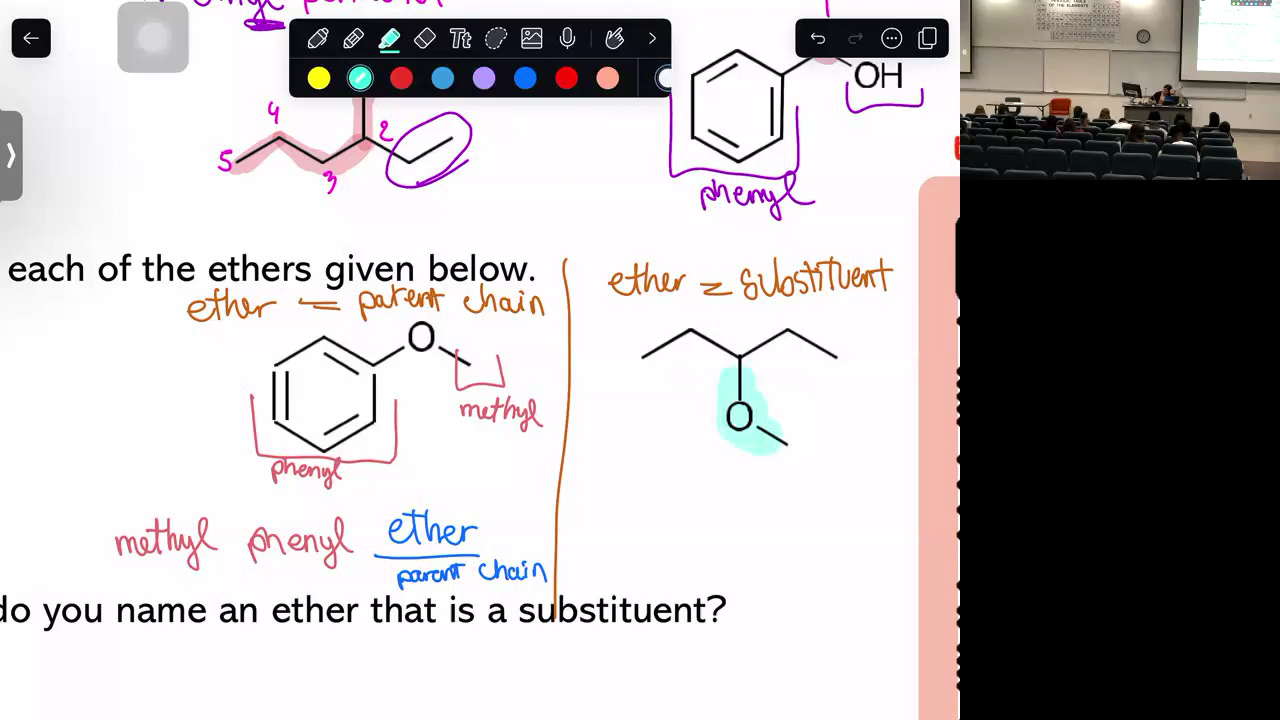 Tt
OH
4
2
5
3
phenyl
each of the ethers given below.
ether = parent chain
ether = substituent
O
methyl
O
phenyl
methyl phenyl ether
parent chain
do you name an ether that is a substituent?